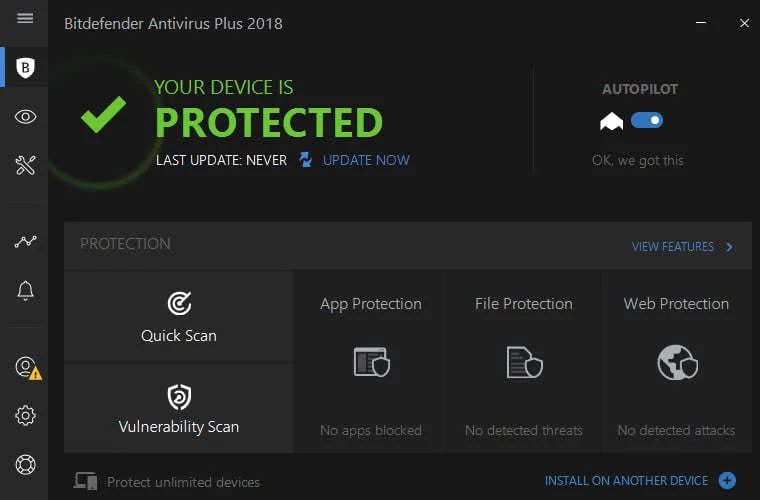 Bitdefender Antivirus Plus 2018
B
YOUR DEVICE IS
PROTECTED
LAST UPDATE: NEVER UPDATE NOW
AUTOPILOT
OK, we got this
PROTECTION
VIEW FEATURES
Quick Scan
Vulnerability Scan
App Protection
No apps blocked
File Protection
No detected threats
Web Protection
No detected attacks
Protect unlimited devices
INSTALL ON ANOTHER DEVICE